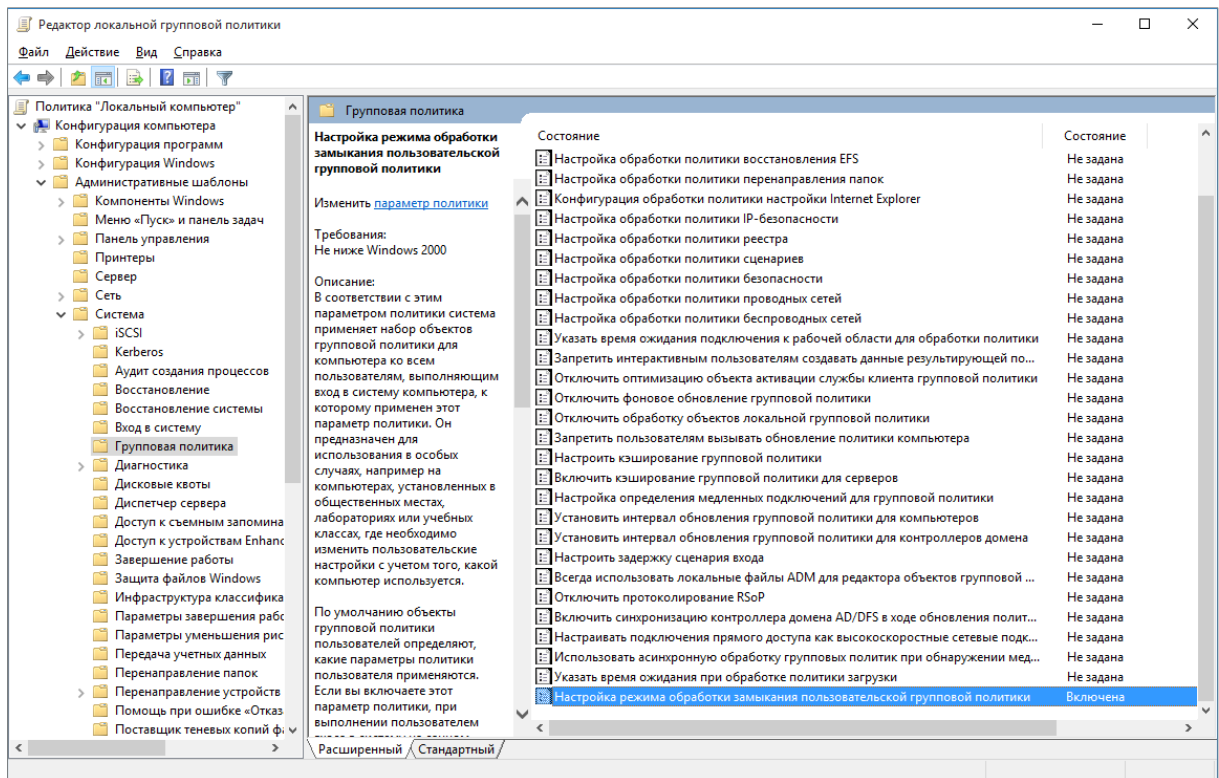 Редактор локальной групповой политики
Файл Действие Вид Справка
Политика "Локальный компьютер"
Конфигурация компьютера
Конфигурация программ
Конфигурация Windows
Административные шаблоны
Компоненты Windows
Меню «Пуск» и панель задач
Панель управления
Принтеры
Сервер
Сеть
Система
iSCSI
Kerberos
Аудит создания процессов
Восстановление
Восстановление системы
Вход в систему
Групповая политика
Диагностика
Дисковые квоты
Диспетчер сервера
Доступ к съемным запомина
Доступ к устройствам Enhanc
Завершение работы
Защита файлов Windows
Инфраструктура классифика
Параметры завершения рабо
Параметры уменьшения рис
Передача учетных данных
Перенаправление папок
Перенаправление устройств
Помощь при ошибке «Отказ
Поставщик теневых копий фа
Групповая политика
Настройка режима обработки
замыкания пользовательской
групповой политики
Изменить параметр политики
Требования:
Не ниже Windows 2000
Описание:
В соответствии с этим
параметром политики система
применяет набор объектов
групповой политики для
компьютера ко всем
пользователям, выполняющим
вход в систему компьютера, к
которому применен этот
параметр политики. Он
предназначен для
использования в особых
случаях, например на
компьютерах, установленных в
общественных местах,
лабораториях или учебных
классах, где необходимо
изменить пользовательские
настройки с учетом того, какой
компьютер используется.
По умолчанию объекты
групповой политики
пользователей определяют,
какие параметры политики
пользователя применяются.
Если вы включаете этот
параметр политики, при
выполнении пользователем
Состояние Состояние
Настройка обработки политики восстановления EFS Не задана
Настройка обработки политики перенаправления папок Не задана
Конфигурация обработки политики настройки Internet Explorer Не задана
Настройка обработки политики IP-безопасности Не задана
Настройка обработки политики реестра Не задана
Настройка обработки политики сценариев Не задана
Настройка обработки политики безопасности Не задана
Настройка обработки политики проводных сетей Не задана
Настройка обработки политики беспроводных сетей Не задана
Указать время ожидания подключения к рабочей области для обработки политики Не задана
Запретить интерактивным пользователям создавать данные результирующей по... Не задана
Отключить оптимизацию объекта активации службы клиента групповой политики Не задана
Отключить фоновое обновление групповой политики Не задана
Отключить обработку объектов локальной групповой политики Не задана
Запретить пользователям вызывать обновление политики компьютера Не задана
Настроить кэширование групповой политики Не задана
Включить кэширование групповой политики для серверов Не задана
Настройка определения медленных подключений для групповой политики Не задана
Установить интервал обновления групповой политики для компьютеров Не задана
Установить интервал обновления групповой политики для контроллеров домена Не задана
Настроить задержку сценария входа Не задана
Всегда использовать локальные файлы ADM для редактора объектов групповой ... Не задана
Отключить протоколирование RSoP Не задана
Включить синхронизацию контроллера домена AD/DFS в ходе обновления полит... Не задана
Настраивать подключения прямого доступа как высокоскоростные сетевые подк... Не задана
Использовать асинхронную обработку групповых политик при обнаружении мед... Не задана
Указать время ожидания при обработке политики загрузки Не задана
Настройка режима обработки замыкания пользовательской групповой политики Включена
Расширенный Стандартный